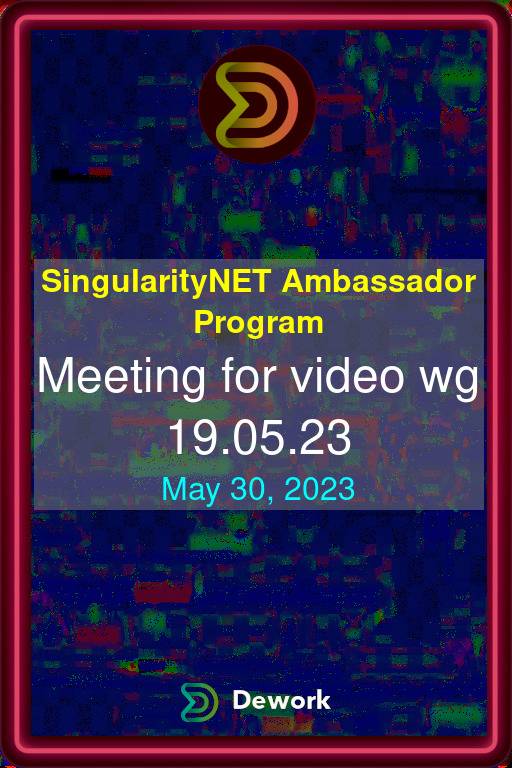 SingularityNET Ambassador
Program
Meeting for video wg
19.05.23
May 30, 2023
Dework